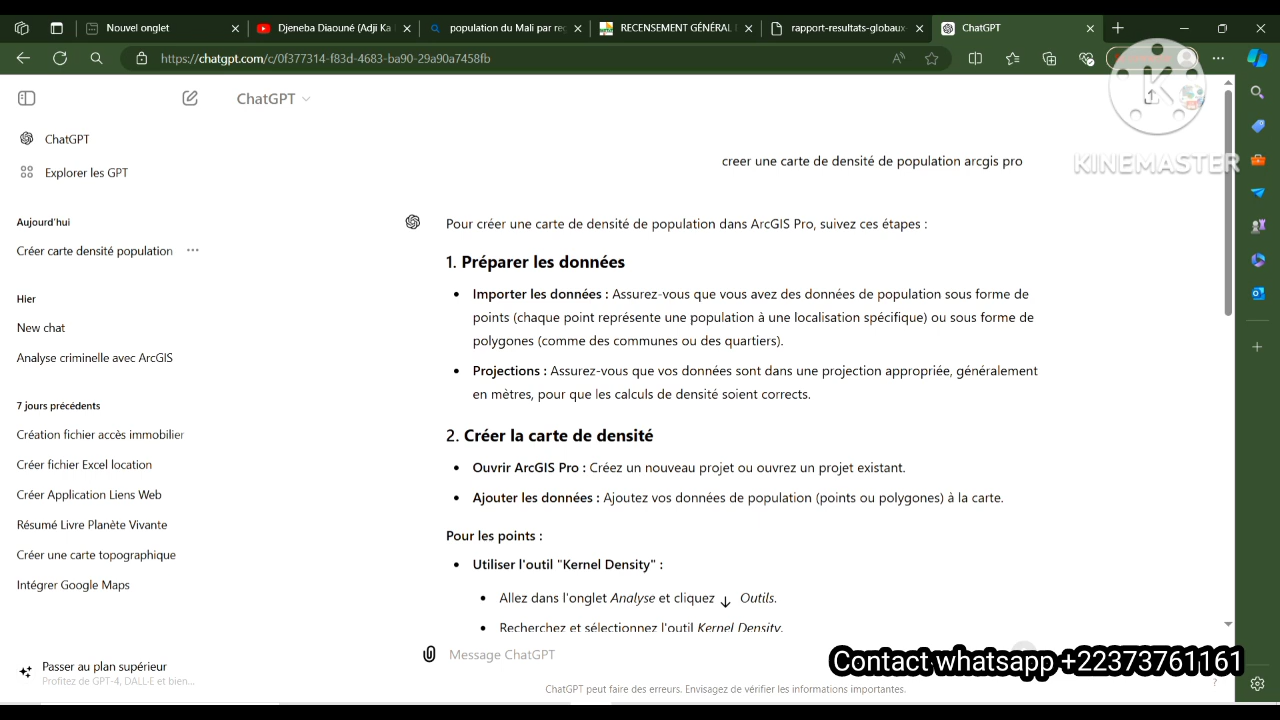 Nouvel onglet
Djeneba Diaouné (Adji Ka
population du Mali par reg
RECENSEMENT GÉNÉRAL
rapport-resultats-globaux-
ChatGPT
https://chatgpt.com/c/0f377314-f83d-4683-ba90-29a90a7458fb
ChatGPT
KINEMASTER
ChatGPT
Explorer les GPT
Aujourd'hui
Créer carte densité population
Hier
New chat
Analyse criminelle avec ArcGIS
7 jours précédents
Création fichier accès immobilier
Créer fichier Excel location
Créer Application Liens Web
Résumé Livre Planète Vivante
Créer une carte topographique
Intégrer Google Maps
Passer au plan supérieur
Profitez de GPT-4, DALL·E et bien...
creer une carte de densité de population arcgis pro
Pour créer une carte de densité de population dans ArcGIS Pro, suivez ces étapes :
1. Préparer les données
• Importer les données : Assurez-vous que vous avez des données de population sous forme de
points (chaque point représente une population à une localisation spécifique) ou sous forme de
polygones (comme des communes ou des quartiers).
• Projections : Assurez-vous que vos données sont dans une projection appropriée, généralement
en mètres, pour que les calculs de densité soient corrects.
2. Créer la carte de densité
• Ouvrir ArcGIS Pro : Créez un nouveau projet ou ouvrez un projet existant.
• Ajouter les données : Ajoutez vos données de population (points ou polygones) à la carte.
Pour les points :
• Utiliser l'outil "Kernel Density" :
• Allez dans l'onglet Analyse et cliquez Outils.
• Recherchez et sélectionnez l'outil Kernel Density.
Message ChatGPT
Contact whatsapp +22373761161
ChatGPT peut faire des erreurs. Envisagez de vérifier les informations importantes.